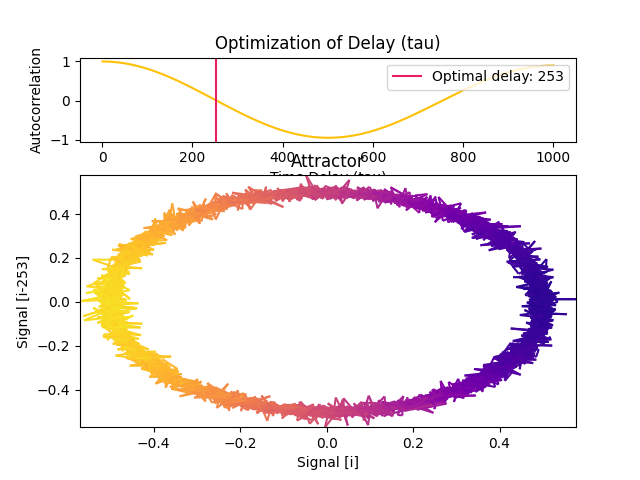 Optimization of Delay (tau)
Autocorrelation
1
0
−1
Optimal delay: 253
0 200 400 600 800 1000
Time Delay (tau)
Attractor
Signal [i-253]
0.4
0.2
0.0
−0.2
−0.4
−0.4 −0.2 0.0 0.2 0.4
Signal [i]